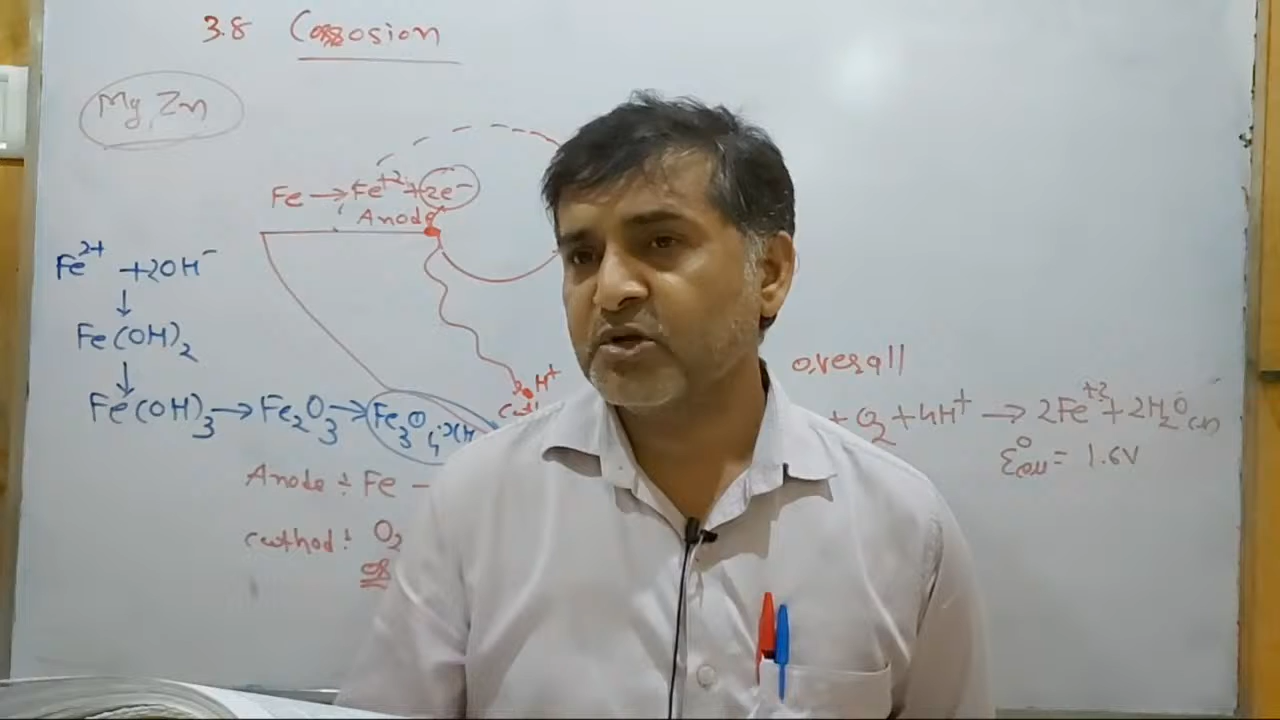 3.8 Corrosion
Mg, Zn
Fe → Fe+2 + 2e-
Anode
Fe2+ + 2OH-
↓
Fe(OH)2
↓
Fe(OH)3 → Fe2O3 → Fe3O4.x(H
H+
overall
+ O2 + 4H+ → 2Fe+2 + 2H2O(l)
E°cell = 1.6V
Anode : Fe -
cathod : O2
or